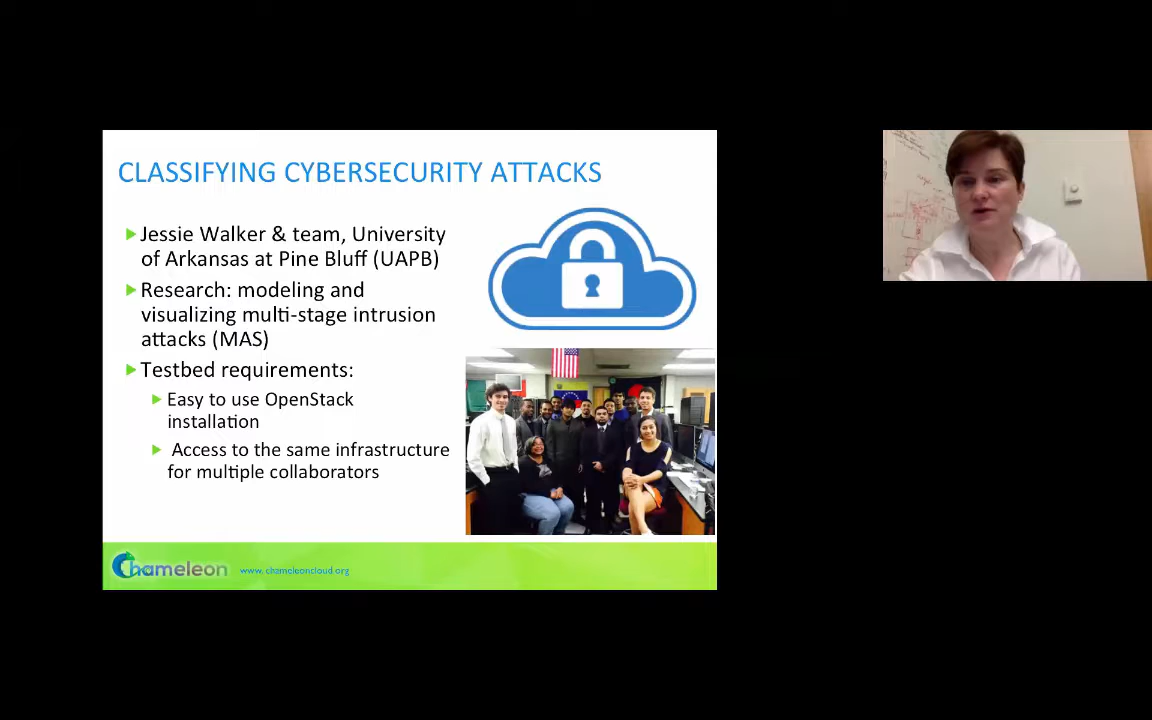 CLASSIFYING CYBERSECURITY ATTACKS
Jessie Walker & team, University
of Arkansas at Pine Bluff (UAPB)
Research: modeling and
visualizing multi-stage intrusion
attacks (MAS)
Testbed requirements:
Easy to use OpenStack
installation
Access to the same infrastructure
for multiple collaborators
Chameleon
www.chameleoncloud.org